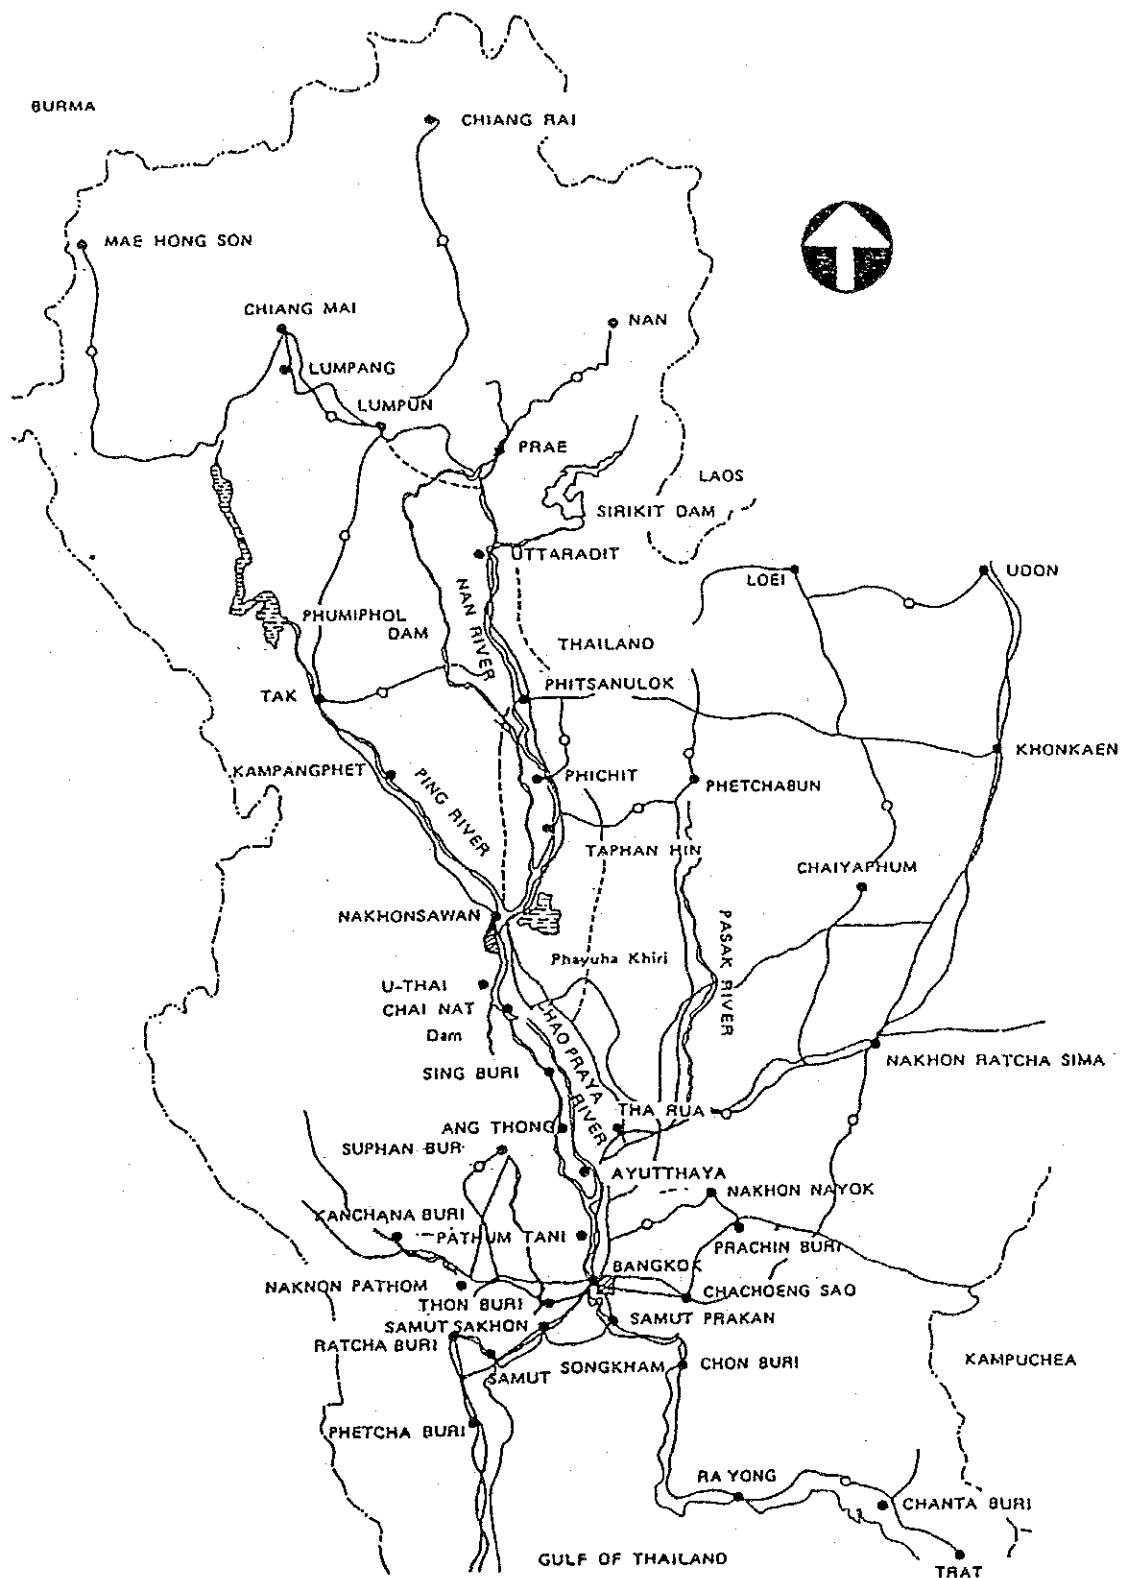 BURMA
CHIANG RAI
MAE HONG SON
CHIANG MAI
NAN
LUMPANG
LUMPUN
PRAE
LAOS
SIRIKIT DAM
UTTARADIT
LOEI
UDON
NAN RIVER
PHUMIPHOL
DAM
THAILAND
TAK
PHITSANULOK
KHONKAEN
KAMPANGPHET
PING RIVER
PHICHIT
PHETCHABUN
TAPHAN HIN
CHAIYAPHUM
NAKHONSAWAN
PASAK RIVER
Phayuha Khiri
U-THAI
CHAI NAT
Dam
CHAO PRAYA
RIVER
SING BURI
NAKHON RATCHA SIMA
THA RUA
ANG THONG
SUPHAN BUR
AYUTTHAYA
NAKHON NAYOK
KANCHANA BURI
PATHUM TANI
PRACHIN BURI
BANGKOK
NAKNON PATHOM
CHACHOENG SAO
THON BURI
SAMUT SAKHON
SAMUT PRAKAN
RATCHA BURI
SAMUT SONGKHAM
CHON BURI
KAMPUCHEA
PHETCHA BURI
RA YONG
CHANTA BURI
GULF OF THAILAND
TRAT